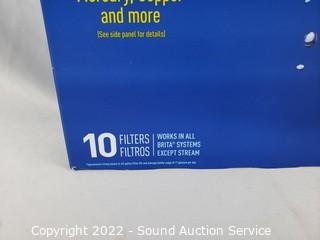 Mercury, Copper
and more
(See side panel for details)
10 FILTERS
FILTROS
WORKS IN ALL
BRITA® SYSTEMS
EXCEPT STREAM
Copyright 2022 - Sound Auction Service